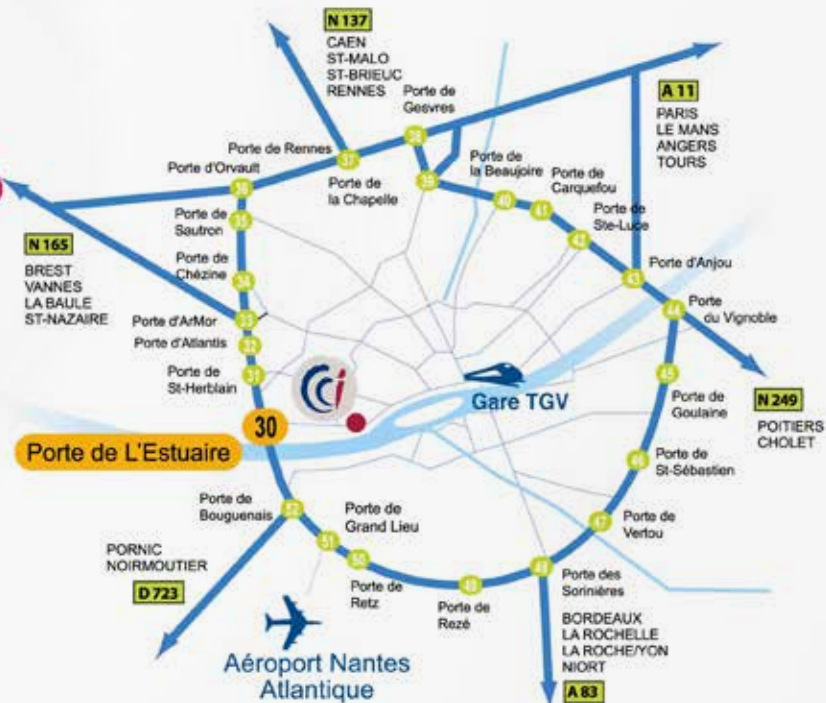 N 137
CAEN
ST-MALO
ST-BRIEUC
RENNES
Porte de
Gesvres
A 11
PARIS
LE MANS
ANGERS
TOURS
Porte de Rennes
Porte d'Orvault
38
37
36
Porte de
la Chapelle
39
Porte de
la Beaujoire
Porte de
Carquefou
Porte de
Ste-Luce
40
41
42
N 165
BREST
VANNES
LA BAULE
ST-NAZAIRE
Porte de
Sautron
35
Porte de
Chézine
34
Porte d'ArMor
33
Porte d'Atlantis
32
Porte de
St-Herblain
31
Porte d'Anjou
43
Porte
du Vignoble
44
CCi
Gare TGV
45
Porte de
Goulaine
N 249
POITIERS
CHOLET
30
Porte de L'Estuaire
46
Porte de
St-Sébastien
Porte de
Bouguenais
52
Porte de
Grand Lieu
51
50
47
Porte de
Vertou
PORNIC
NOIRMOUTIER
D 723
Porte de
Retz
49
Porte de
Rezé
48
Porte des
Sorinières
BORDEAUX
LA ROCHELLE
LA ROCHE/YON
NIORT
A 83
Aéroport Nantes
Atlantique